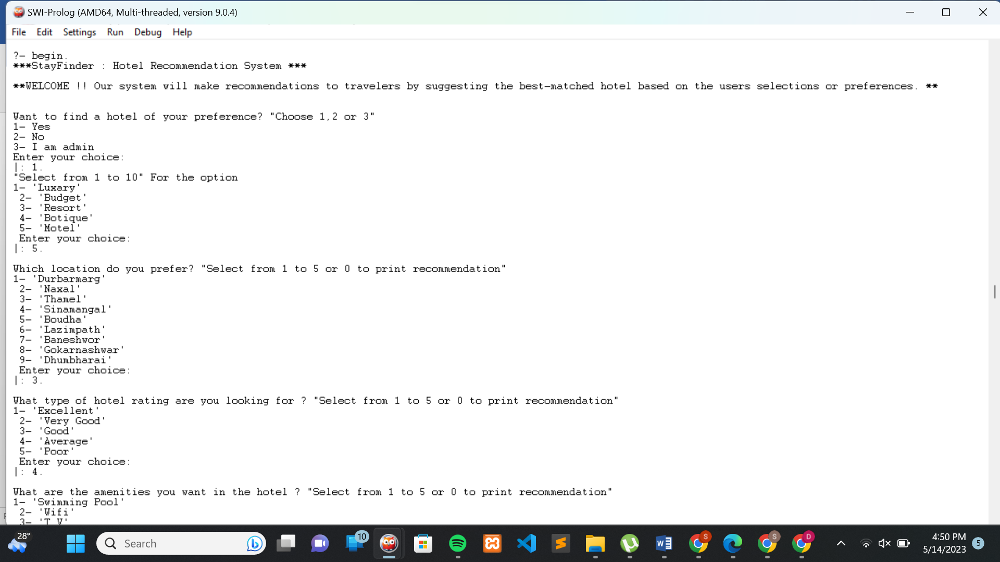 SWI-Prolog (AMD64, Multi-threaded, version 9.0.4)
File Edit Settings Run Debug Help
?- begin.
***StayFinder : Hotel Recommendation System ***
**WELCOME !! Our system will make recommendations to travelers by suggesting the best-matched hotel based on the users selections or preferences. **
Want to find a hotel of your preference? "Choose 1,2 or 3"
1- Yes
2- No
3- I am admin
Enter your choice:
|: 1.
"Select from 1 to 10" For the option
1- 'Luxary'
2- 'Budget'
3- 'Resort'
4- 'Botique'
5- 'Motel'
Enter your choice:
|: 5.
Which location do you prefer? "Select from 1 to 5 or 0 to print recommendation"
1- 'Durbarmarg'
2- 'Naxal'
3- 'Thamel'
4- 'Sinamangal'
5- 'Boudha'
6- 'Lazimpath'
7- 'Baneshwor'
8- 'Gokarnashwar'
9- 'Dhumbharai'
Enter your choice:
|: 3.
What type of hotel rating are you looking for ? "Select from 1 to 5 or 0 to print recommendation"
1- 'Excellent'
2- 'Very Good'
3- 'Good'
4- 'Average'
5- 'Poor'
Enter your choice:
|: 4.
What are the amenities you want in the hotel ? "Select from 1 to 5 or 0 to print recommendation"
1- 'Swimming Pool'
2- 'Wifi'
3- 'T.V'
28°
Search
10
S
S
D
4:50 PM
5/14/2023
5